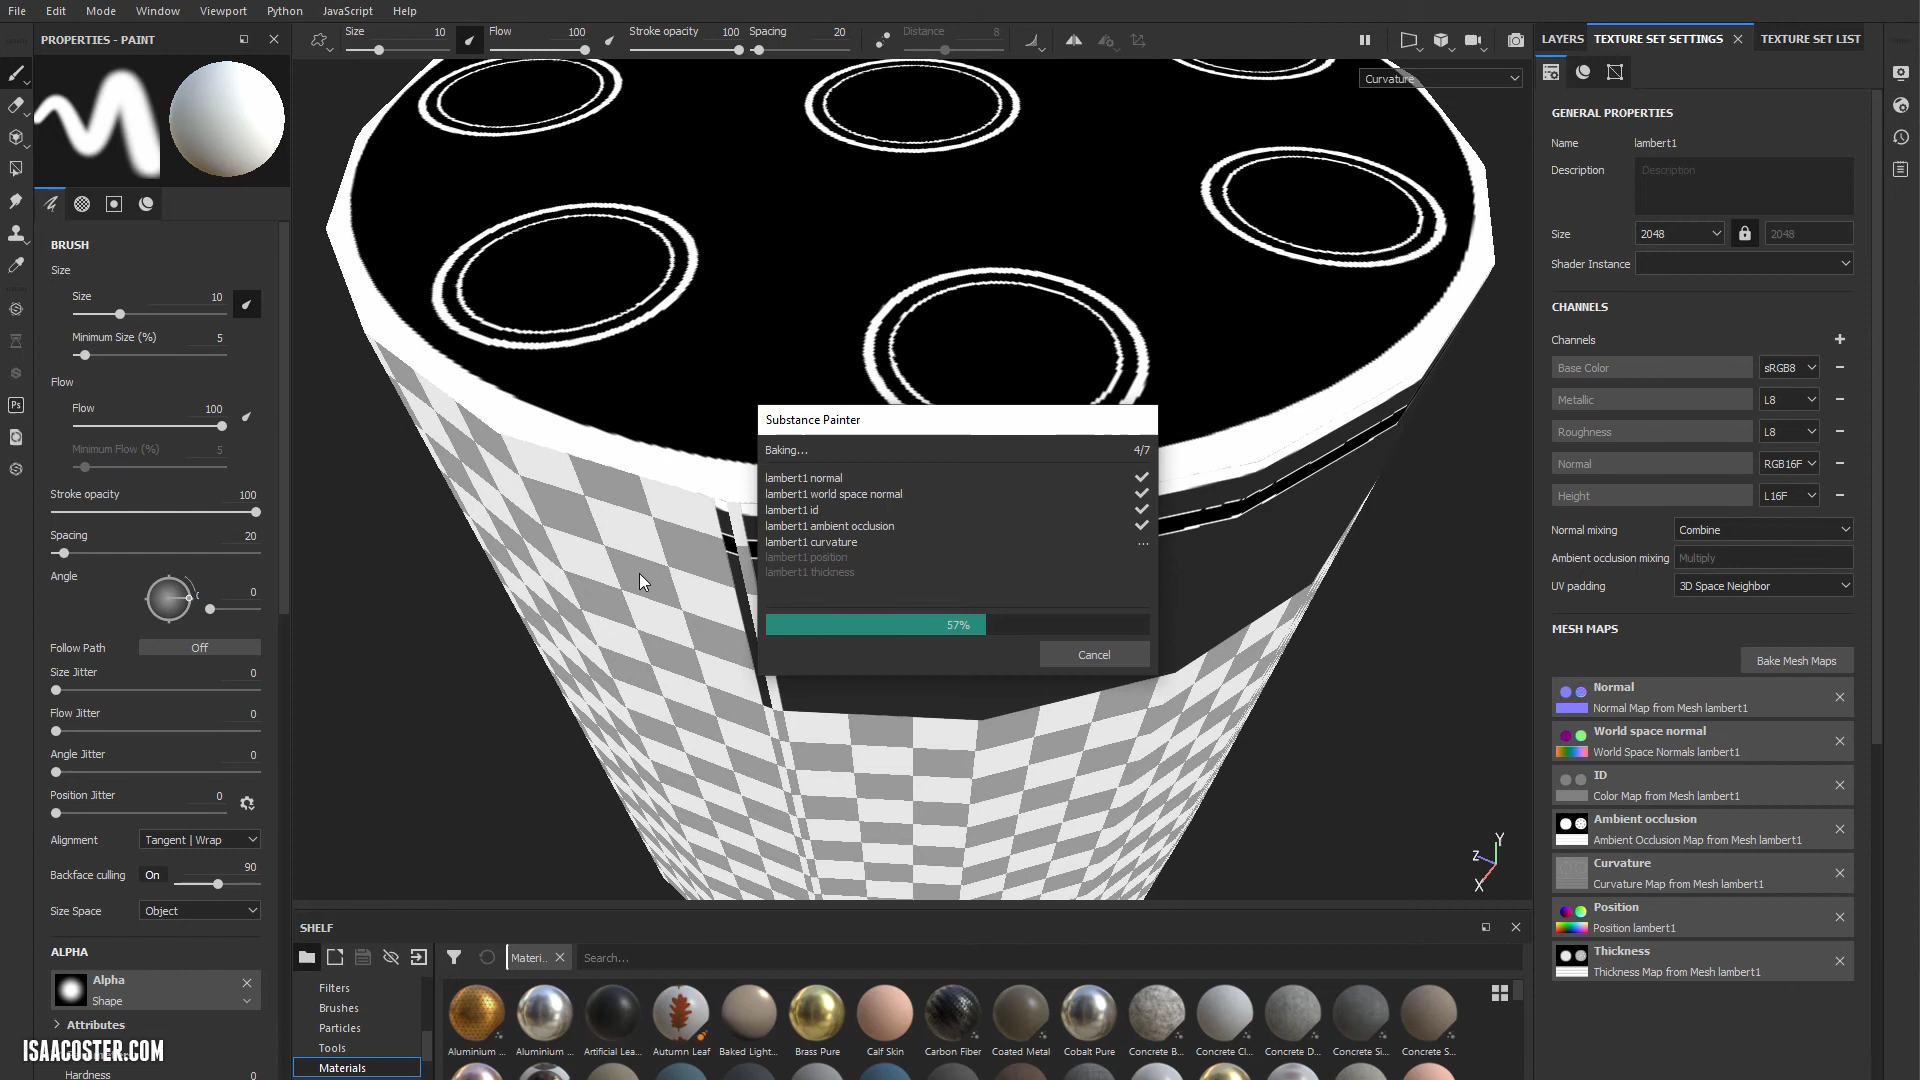 File Edit Mode Window Viewport Python JavaScript Help
PROPERTIES - PAINT
Size 10 Flow 100 Stroke opacity 100 Spacing 20 Distance 8
LAYERS TEXTURE SET SETTINGS TEXTURE SET LIST
Curvature
BRUSH
Size
Size 10
Minimum Size (%) 5
Flow
Flow 100
Minimum Flow (%) 5
Stroke opacity 100
Spacing 20
Angle
0
Follow Path Off
Size Jitter 0
Flow Jitter 0
Angle Jitter 0
Position Jitter 0
Alignment Tangent | Wrap
Backface culling On 90
Size Space Object
ALPHA
Alpha
Shape
Attributes
Hardness 0
ISAACOSTER.COM
Substance Painter
Baking... 4/7
lambert1 normal
lambert1 world space normal
lambert1 id
lambert1 ambient occlusion
lambert1 curvature ...
lambert1 position
lambert1 thickness
57%
Cancel
Y
Z
X
SHELF
Materi... Search...
Filters
Brushes
Particles
Tools
Materials
Aluminium ... Aluminium ... Artificial Lea... Autumn Leaf Baked Light... Brass Pure Calf Skin Carbon Fiber Coated Metal Cobalt Pure Concrete B... Concrete Cl... Concrete D... Concrete Si... Concrete S...
GENERAL PROPERTIES
Name lambert1
Description Description
Size 2048 2048
Shader Instance
CHANNELS
Channels
Base Color sRGB8
Metallic L8
Roughness L8
Normal RGB16F
Height L16F
Normal mixing Combine
Ambient occlusion mixing Multiply
UV padding 3D Space Neighbor
MESH MAPS
Bake Mesh Maps
Normal
Normal Map from Mesh lambert1
World space normal
World Space Normals lambert1
ID
Color Map from Mesh lambert1
Ambient occlusion
Ambient Occlusion Map from Mesh lambert1
Curvature
Curvature Map from Mesh lambert1
Position
Position lambert1
Thickness
Thickness Map from Mesh lambert1